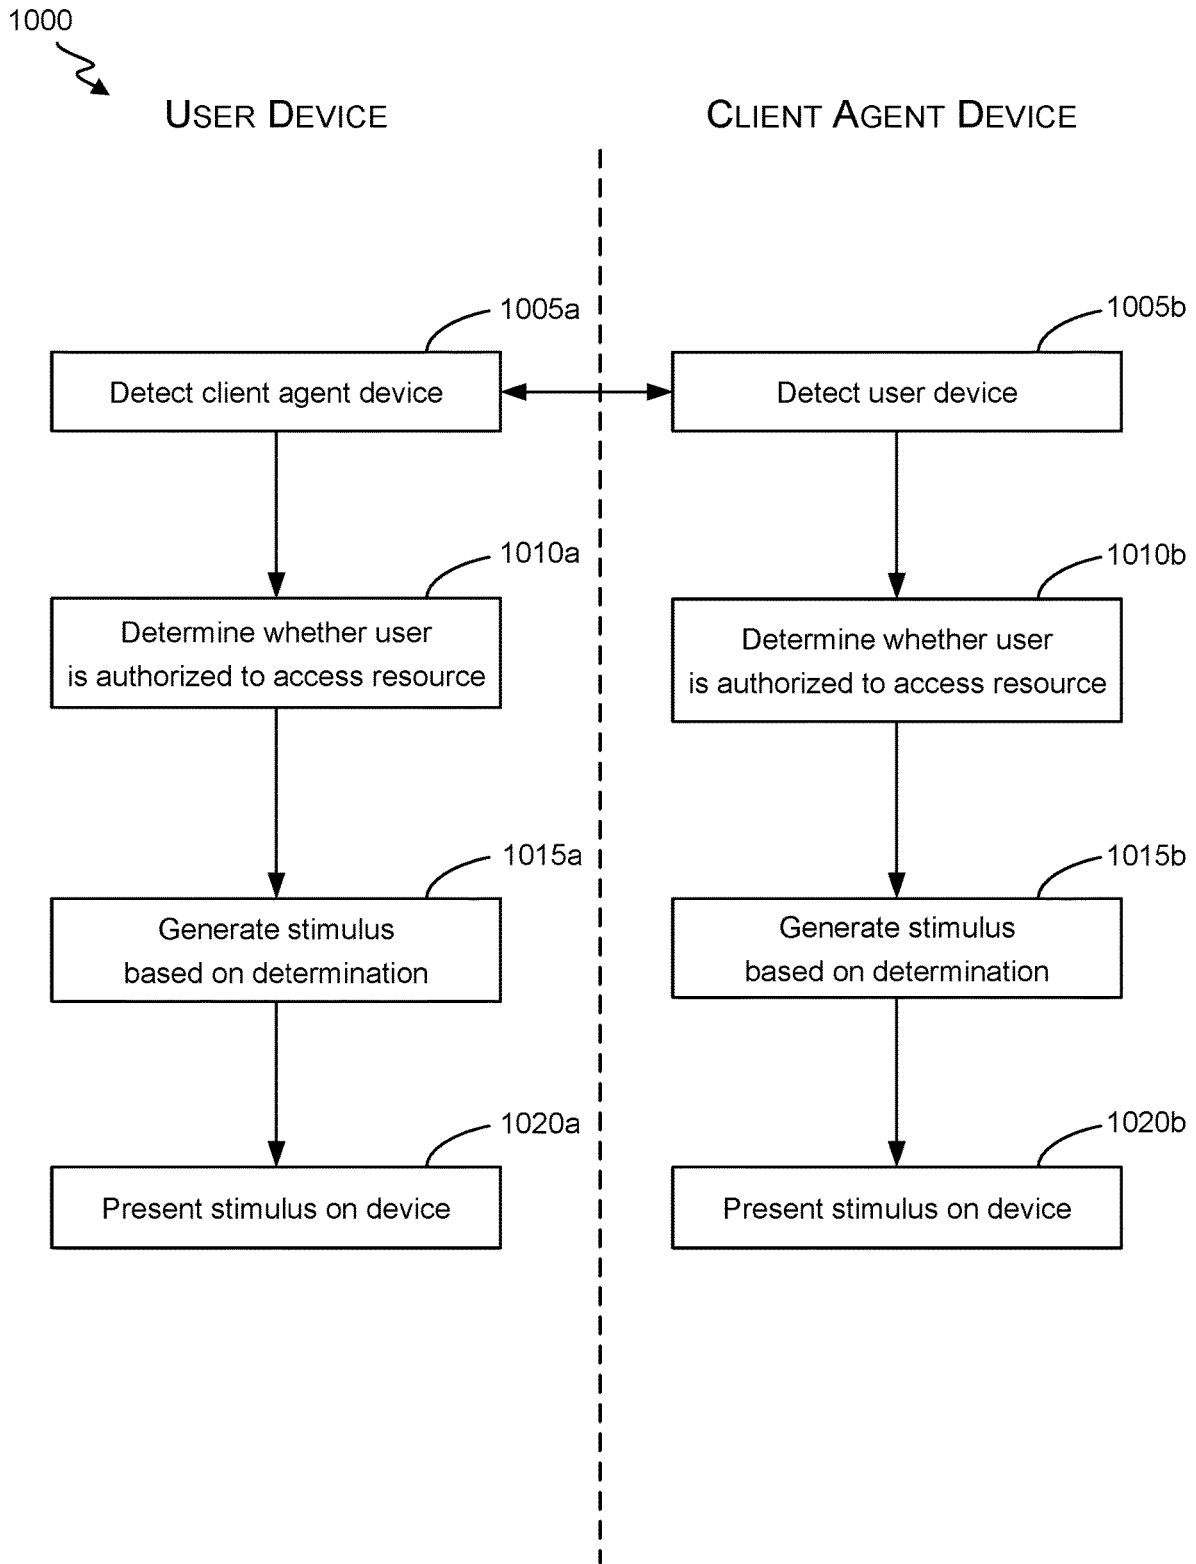 1000
USER DEVICE
CLIENT AGENT DEVICE
1005a
1005b
Detect client agent device
Detect user device
1010a
1010b
Determine whether user
is authorized to access resource
Determine whether user
is authorized to access resource
1015a
1015b
Generate stimulus
based on determination
Generate stimulus
based on determination
1020a
1020b
Present stimulus on device
Present stimulus on device